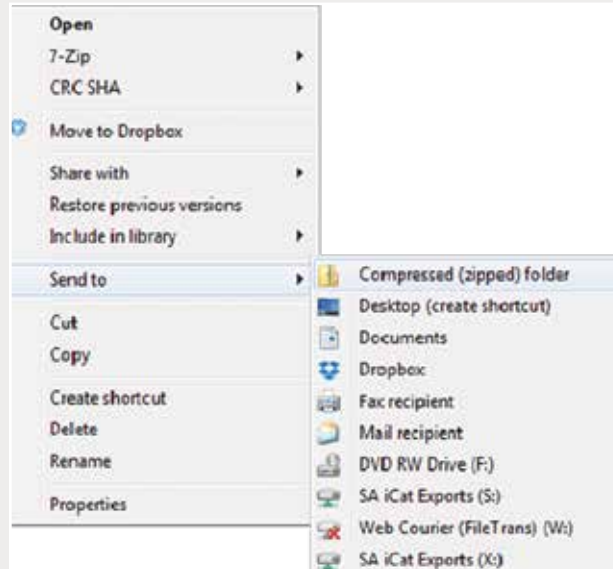 Open
7-Zip
CRC SHA
Move to Dropbox
Share with
Restore previous versions
Include in library
Send to
Cut
Copy
Create shortcut
Delete
Rename
Properties
Compressed (zipped) folder
Desktop (create shortcut)
Documents
Dropbox
Fax recipient
Mail recipient
DVD RW Drive (F:)
SA iCat Exports (S:)
Web Courier (FileTrans) (W:)
SA iCat Exports (X:)